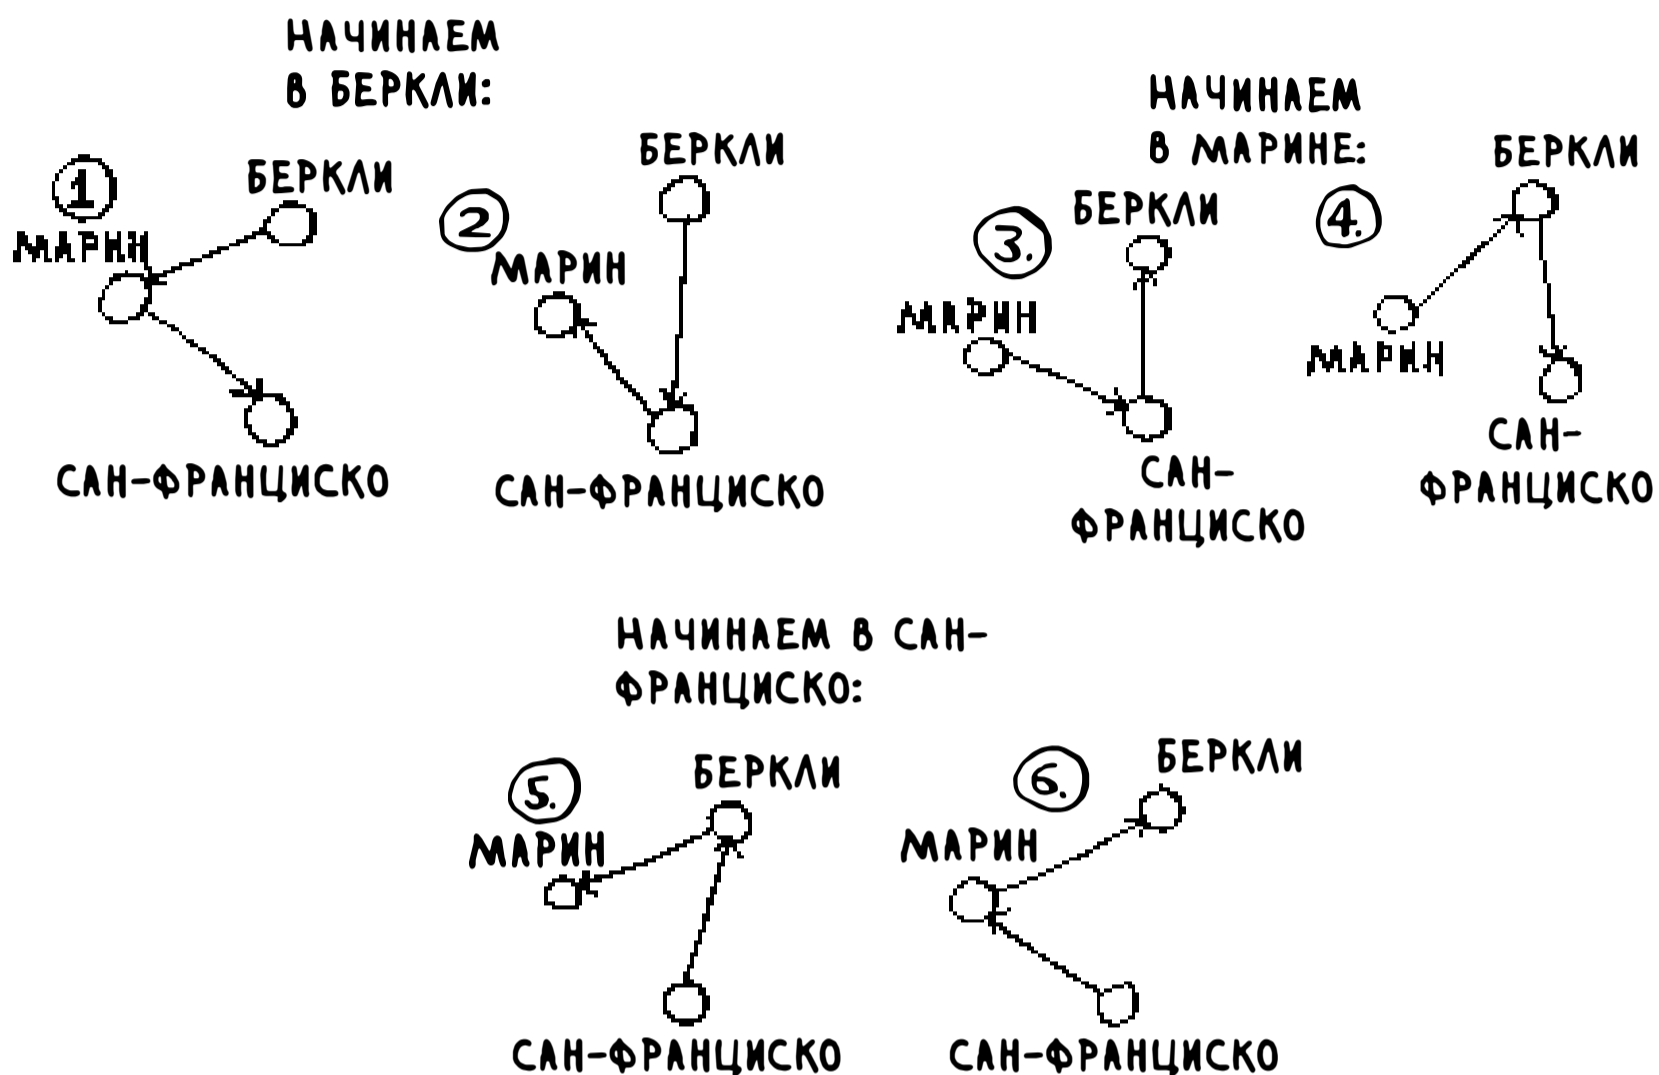 НАЧИНАЕМ
В БЕРКЛИ:
1
БЕРКЛИ
МАРИН
САН-ФРАНЦИСКО
2
БЕРКЛИ
МАРИН
САН-ФРАНЦИСКО
НАЧИНАЕМ
В МАРИНЕ:
3.
БЕРКЛИ
МАРИН
САН-
ФРАНЦИСКО
4.
БЕРКЛИ
МАРИН
САН-
ФРАНЦИСКО
НАЧИНАЕМ В САН-
ФРАНЦИСКО:
5.
БЕРКЛИ
МАРИН
САН-ФРАНЦИСКО
6.
БЕРКЛИ
МАРИН
САН-ФРАНЦИСКО